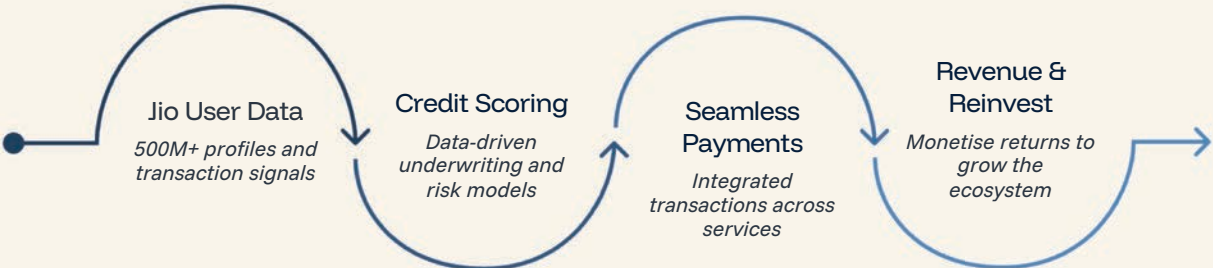 Jio User Data
500M+ profiles and
transaction signals
Credit Scoring
Data-driven
underwriting and
risk models
Seamless
Payments
Integrated
transactions across
services
Revenue &
Reinvest
Monetise returns to
grow the
ecosystem